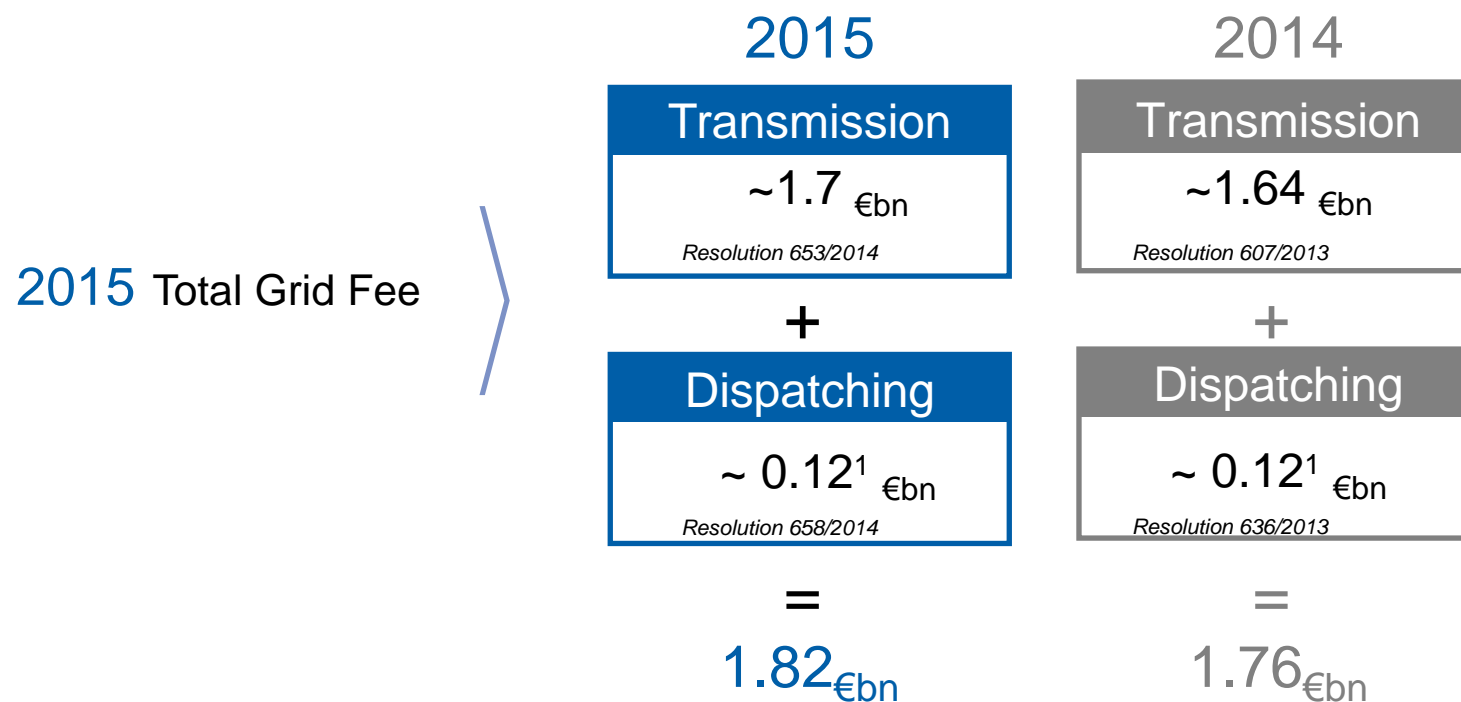 2015 2014
Transmission Transmission
~1.7 €bn ~1.64 €bn
Resolution 653/2014 Resolution 607/2013
2015 Total Grid Fee
+ +
Dispatching Dispatching
~ 0.12¹ €bn ~ 0.12¹ €bn
Resolution 658/2014 Resolution 636/2013
= =
1.82€bn 1.76€bn